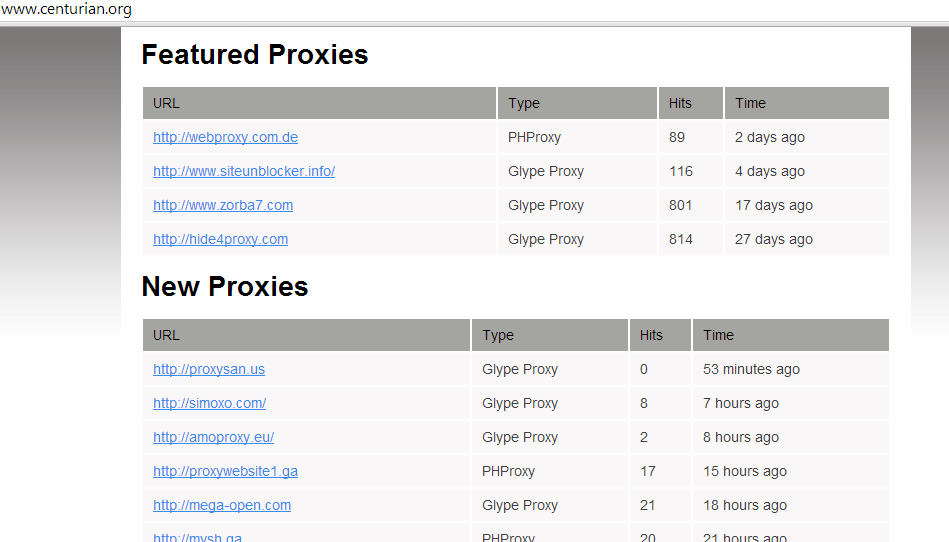 www.centurian.org
Featured Proxies
URL Type Hits Time
http://webproxy.com.de PHProxy 89 2 days ago
http://www.siteunblocker.info/ Glype Proxy 116 4 days ago
http://www.zorba7.com Glype Proxy 801 17 days ago
http://hide4proxy.com Glype Proxy 814 27 days ago
New Proxies
URL Type Hits Time
http://proxysan.us Glype Proxy 0 53 minutes ago
http://simoxo.com/ Glype Proxy 8 7 hours ago
http://amoproxy.eu/ Glype Proxy 2 8 hours ago
http://proxywebsite1.ga PHProxy 17 15 hours ago
http://mega-open.com Glype Proxy 21 18 hours ago
http://mysh.ga PHProxy 20 21 hours ago